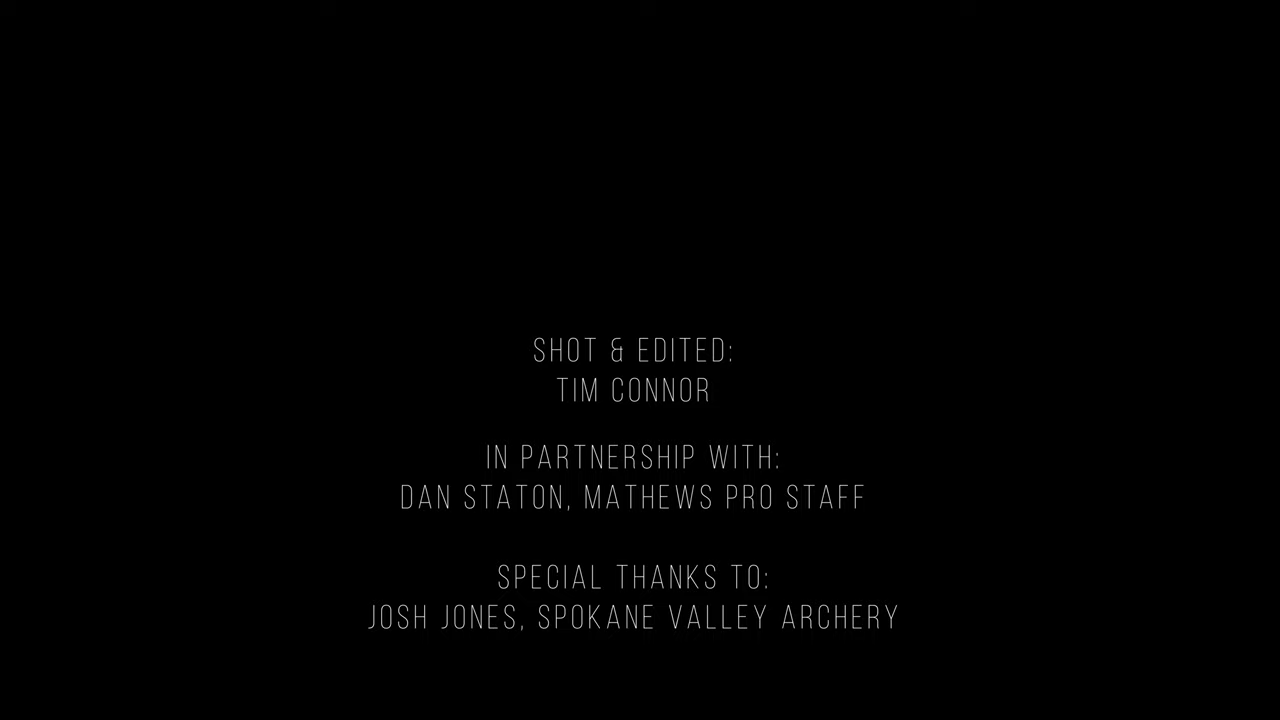 SHOT & EDITED:
TIM CONNOR
IN PARTNERSHIP WITH:
DAN STATON, MATHEWS PRO STAFF
SPECIAL THANKS TO:
JOSH JONES, SPOKANE VALLEY ARCHERY